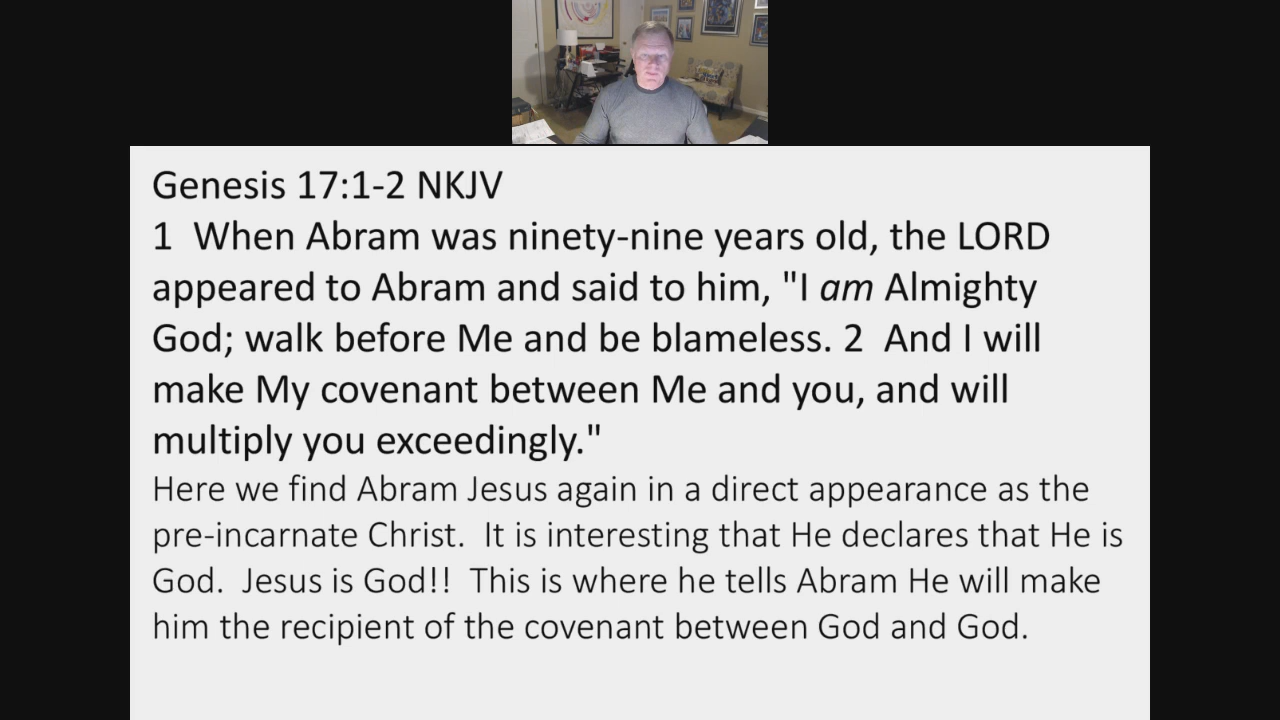 Genesis 17:1-2 NKJV
1  When Abram was ninety-nine years old, the LORD
appeared to Abram and said to him, "I am Almighty
God; walk before Me and be blameless. 2  And I will
make My covenant between Me and you, and will
multiply you exceedingly."
Here we find Abram Jesus again in a direct appearance as the
pre-incarnate Christ.  It is interesting that He declares that He is
God.  Jesus is God!!  This is where he tells Abram He will make
him the recipient of the covenant between God and God.